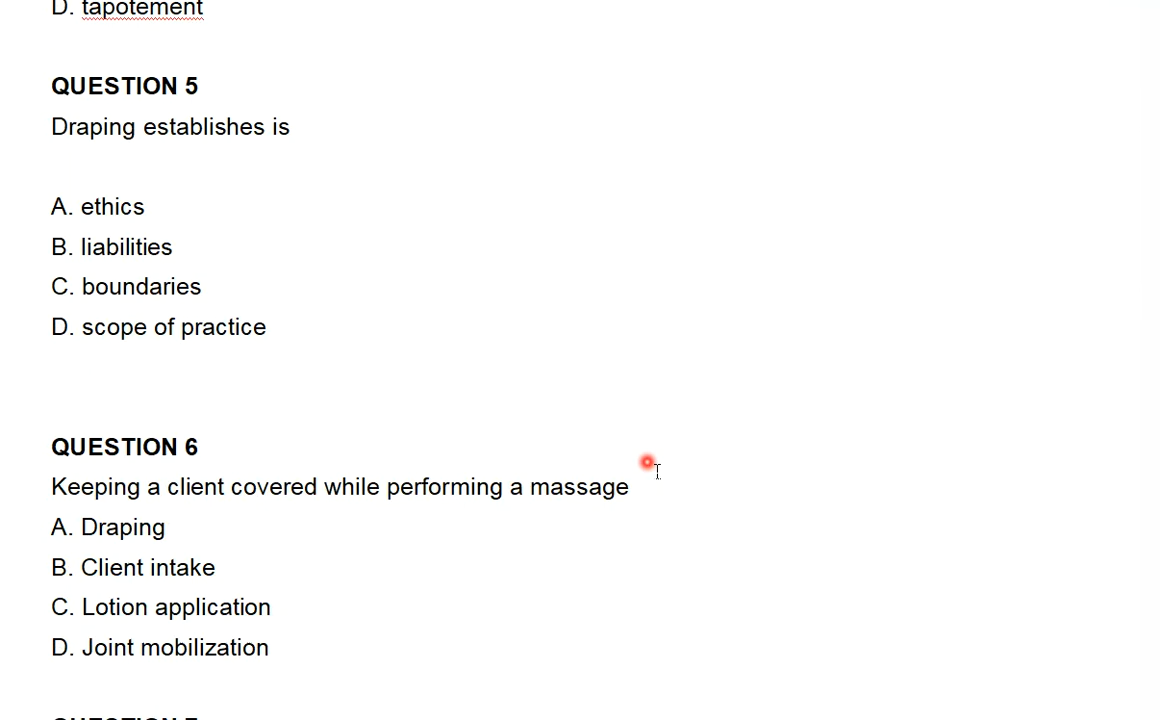 D. tapotement
QUESTION 5
Draping establishes is
A. ethics
B. liabilities
C. boundaries
D. scope of practice
QUESTION 6
Keeping a client covered while performing a massage
A. Draping
B. Client intake
C. Lotion application
D. Joint mobilization